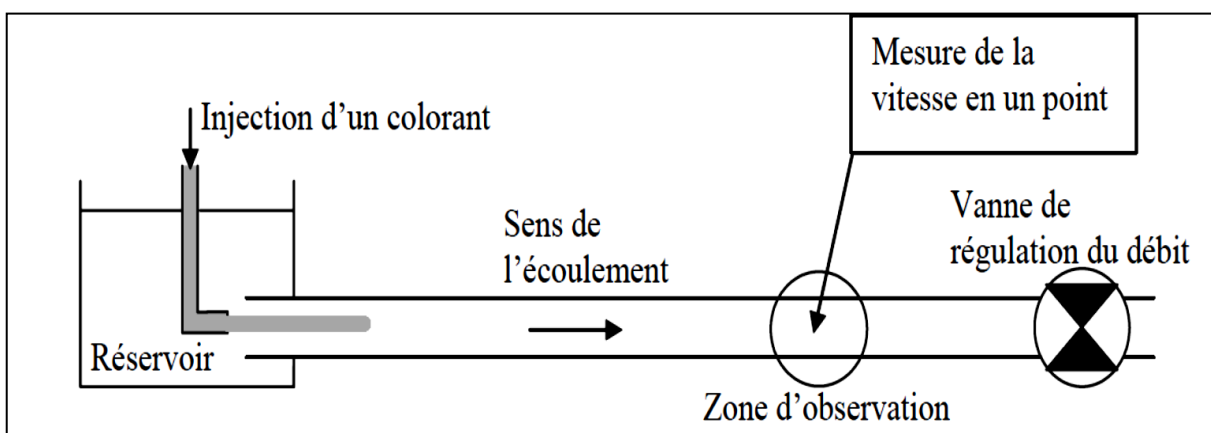 Mesure de la
vitesse en un point
Injection d'un colorant
Sens de
l'écoulement
Vanne de
régulation du débit
Réservoir
Zone d'observation